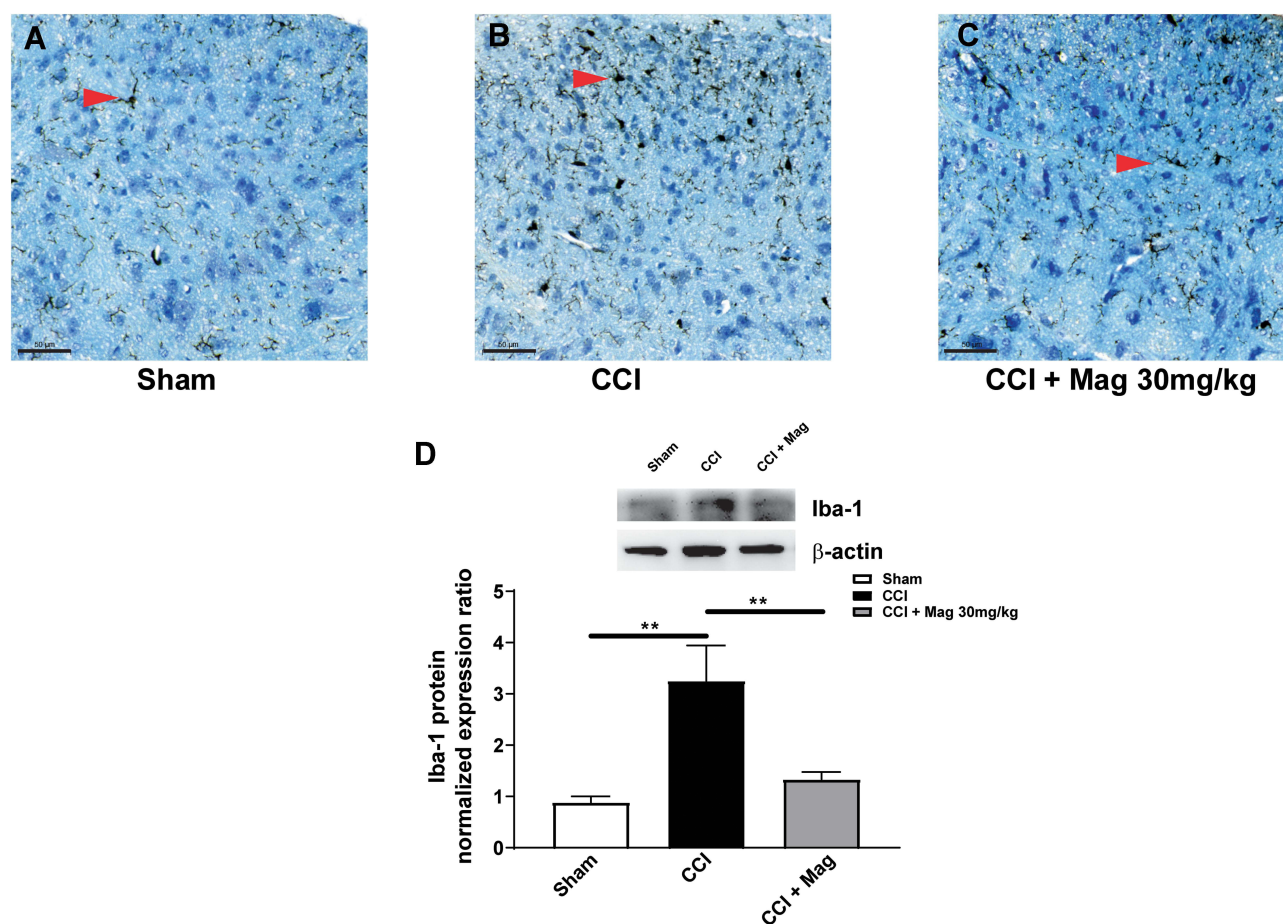 A
B
C
50 µm
50 µm
50 µm
Sham
CCI
CCI + Mag 30mg/kg
D
Sham
CCI
CCI + Mag
Iba-1
β-actin
Sham
CCI
CCI + Mag 30mg/kg
Iba-1 protein
normalized expression ratio
5
4
3
2
1
0
**
**
Sham
CCI
CCI + Mag